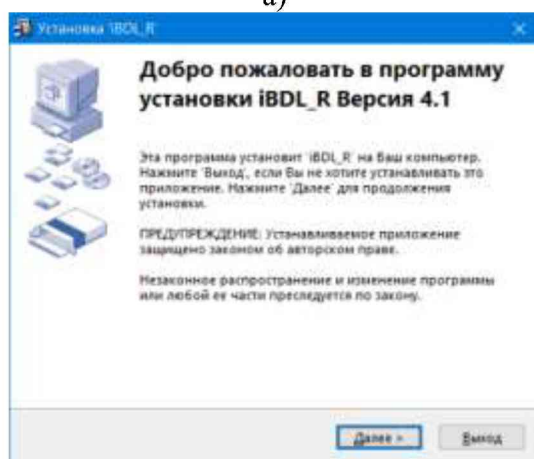 а)
Установка 'iBDL_R'
Добро пожаловать в программу
установки iBDL_R Версия 4.1
Эта программа установит 'iBDL_R' на Ваш компьютер.
Нажмите 'Выход', если Вы не хотите устанавливать это
приложение. Нажмите 'Далее' для продолжения
установки.
ПРЕДУПРЕЖДЕНИЕ: Устанавливаемое приложение
защищено законом об авторском праве.
Незаконное распространение и изменение программы
или любой ее части преследуется по закону.
Далее >
Выход